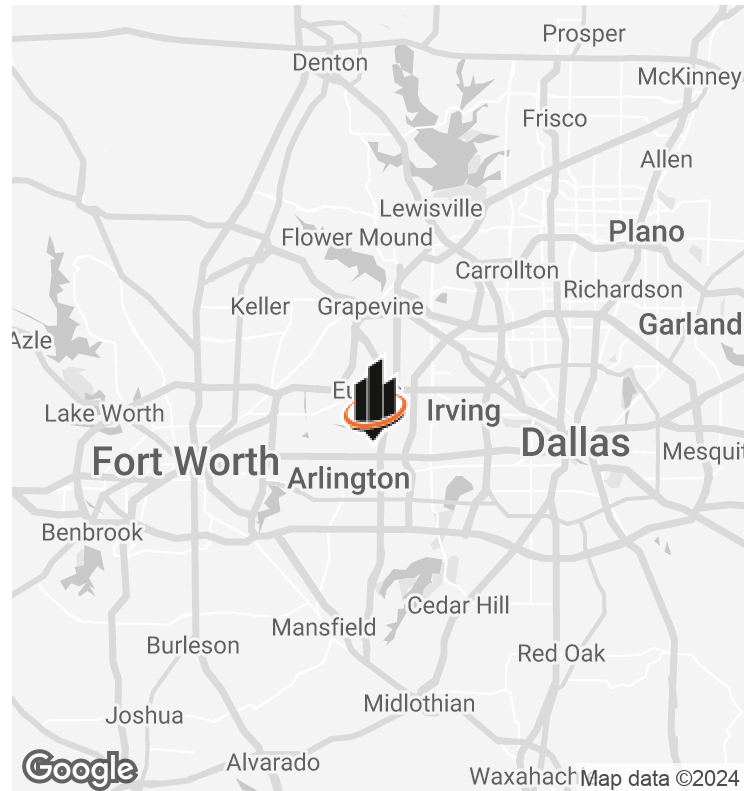 Prosper
Denton
McKinney
Frisco
Allen
Lewisville
Plano
Flower Mound
Carrollton
Richardson
Keller
Grapevine
Garland
Azle
Irving
Lake Worth
Dallas
Mesquit
Fort Worth
Arlington
Benbrook
Cedar Hill
Mansfield
Burleson
Red Oak
Midlothian
Joshua
Alvarado
Google
Waxahach
Map data ©2024